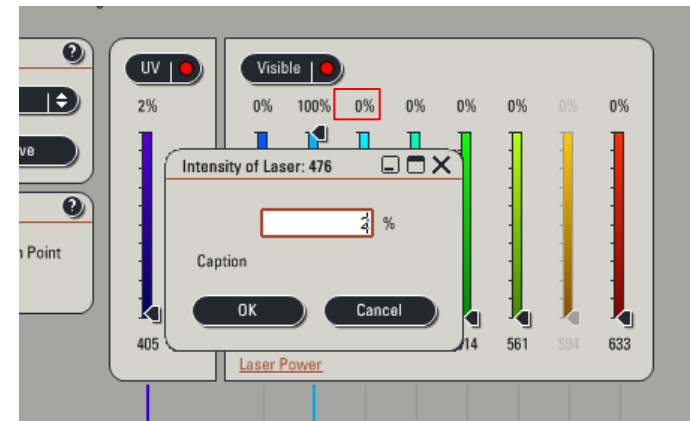 UV
Visible
2%
0% 100% 0% 0% 0% 0% 0% 0%
ve
Intensity of Laser: 476
2 %
Point
Caption
OK Cancel
405 14 561 594 633
Laser Power